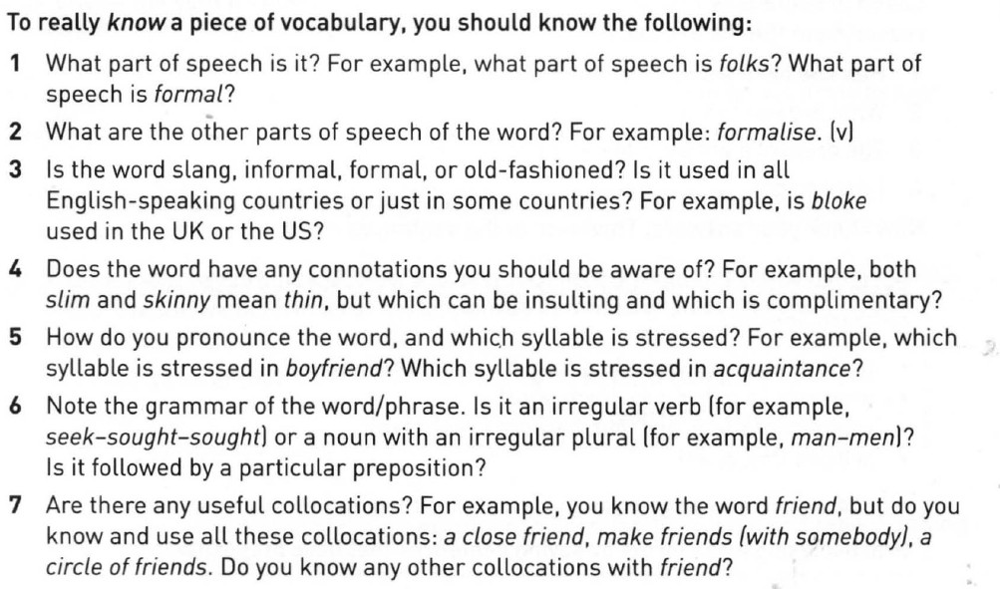 To really know a piece of vocabulary, you should know the following:
1 What part of speech is it? For example, what part of speech is folks? What part of
speech is formal?
2 What are the other parts of speech of the word? For example: formalise. (v)
3 Is the word slang, informal, formal, or old-fashioned? Is it used in all
English-speaking countries or just in some countries? For example, is bloke
used in the UK or the US?
4 Does the word have any connotations you should be aware of? For example, both
slim and skinny mean thin, but which can be insulting and which is complimentary?
5 How do you pronounce the word, and which syllable is stressed? For example, which
syllable is stressed in boyfriend? Which syllable is stressed in acquaintance?
6 Note the grammar of the word/phrase. Is it an irregular verb (for example,
seek–sought–sought) or a noun with an irregular plural (for example, man–men)?
Is it followed by a particular preposition?
7 Are there any useful collocations? For example, you know the word friend, but do you
know and use all these collocations: a close friend, make friends (with somebody), a
circle of friends. Do you know any other collocations with friend?